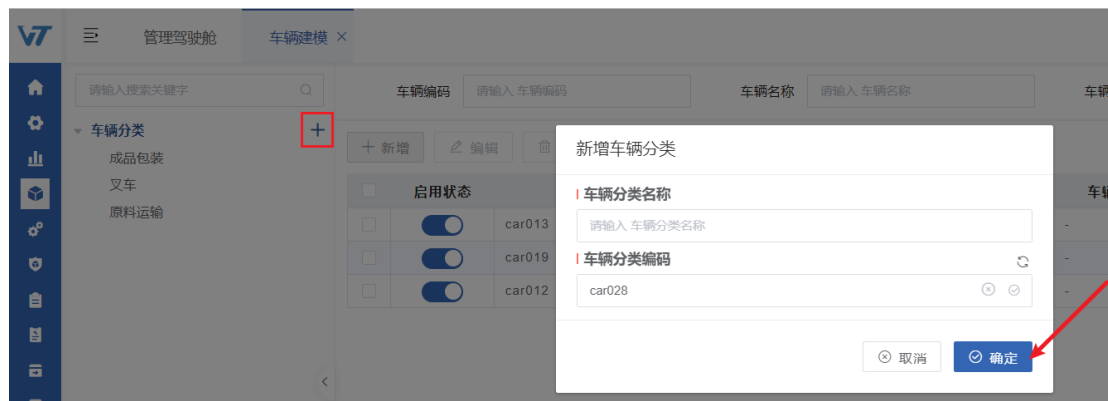 VT
管理驾驶舱
车辆建模
请输入搜索关键字
车辆编码
请输入 车辆编码
车辆名称
请输入 车辆名称
车辆分类
成品包装
叉车
原料运输
新增
编辑
启用状态
car013
-
car019
-
car012
-
新增车辆分类
车辆分类名称
请输入 车辆分类名称
车辆分类编码
car028
取消
确定